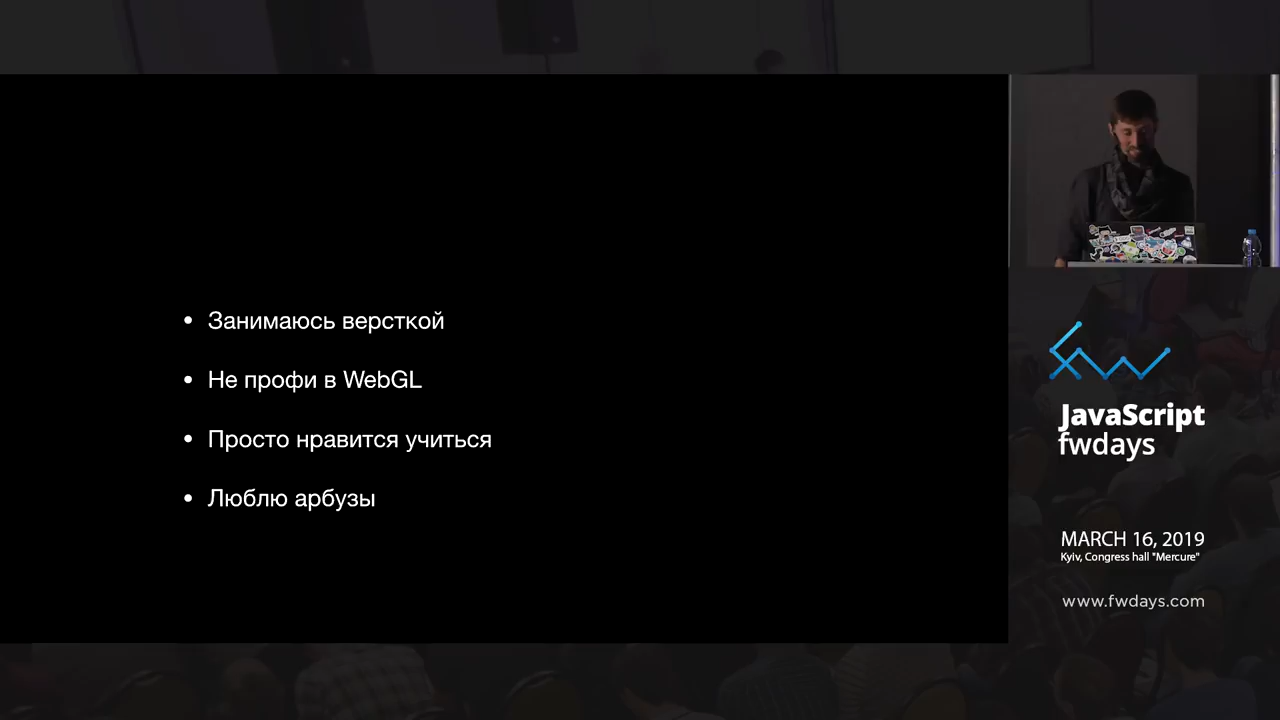 • Занимаюсь версткой
• Не профи в WebGL
• Просто нравится учиться
• Люблю арбузы
JavaScript
fwdays
MARCH 16, 2019
Kyiv, Congress hall "Mercure"
www.fwdays.com